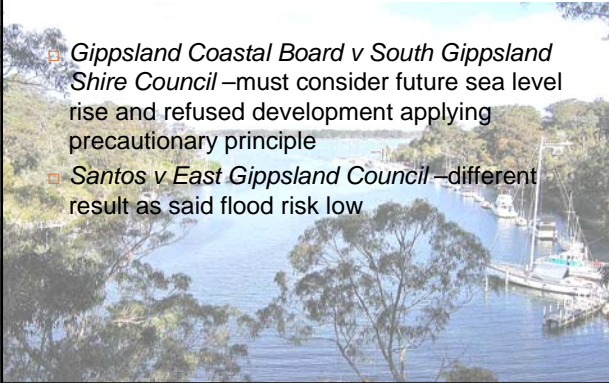 Gippsland Coastal Board v South Gippsland
Shire Council –must consider future sea level
rise and refused development applying
precautionary principle
Santos v East Gippsland Council –different
result as said flood risk low